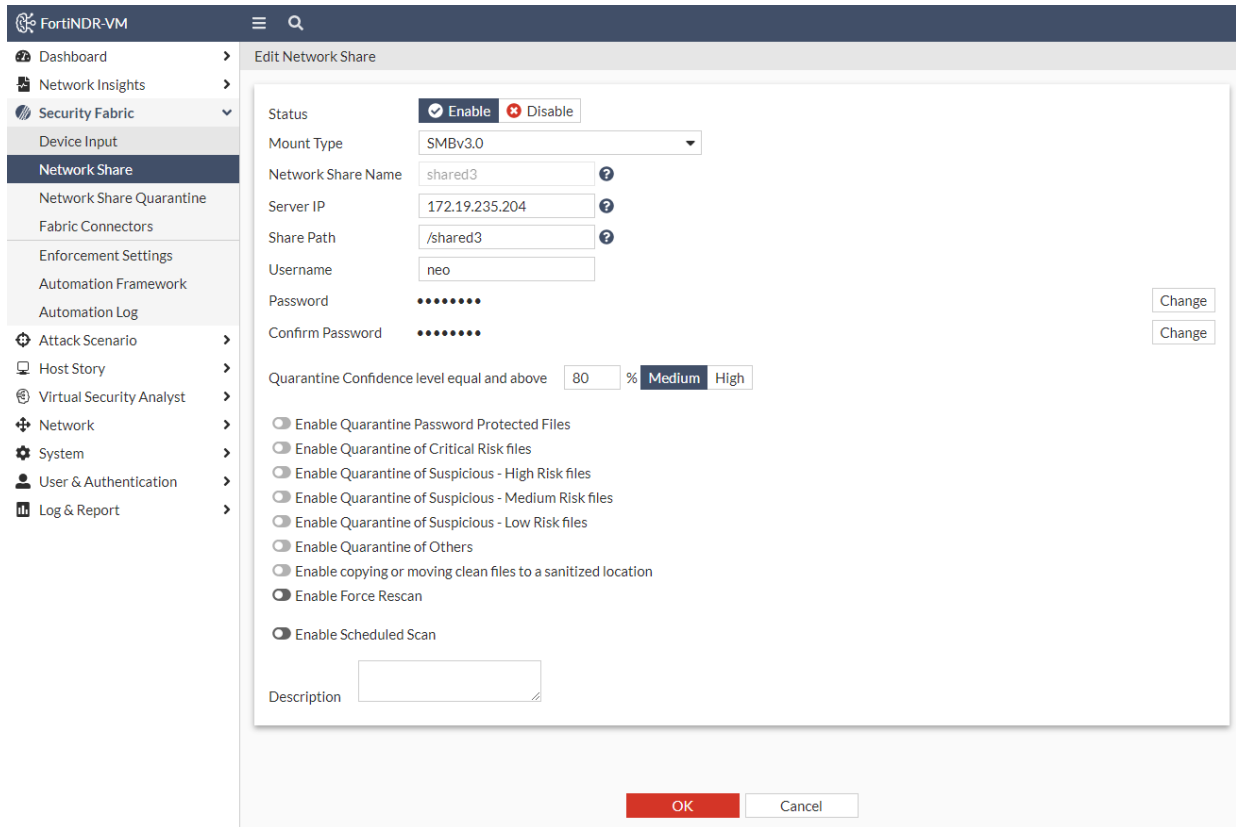 FortiNDR-VM
Dashboard
Network Insights
Security Fabric
Device Input
Network Share
Network Share Quarantine
Fabric Connectors
Enforcement Settings
Automation Framework
Automation Log
Attack Scenario
Host Story
Virtual Security Analyst
Network
System
User & Authentication
Log & Report
Edit Network Share
Status Enable Disable
Mount Type SMBv3.0
Network Share Name shared3
Server IP 172.19.235.204
Share Path /shared3
Username neo
Password •••••••• Change
Confirm Password •••••••• Change
Quarantine Confidence level equal and above 80 % Medium High
Enable Quarantine Password Protected Files
Enable Quarantine of Critical Risk files
Enable Quarantine of Suspicious - High Risk files
Enable Quarantine of Suspicious - Medium Risk files
Enable Quarantine of Suspicious - Low Risk files
Enable Quarantine of Others
Enable copying or moving clean files to a sanitized location
Enable Force Rescan
Enable Scheduled Scan
Description
OK Cancel